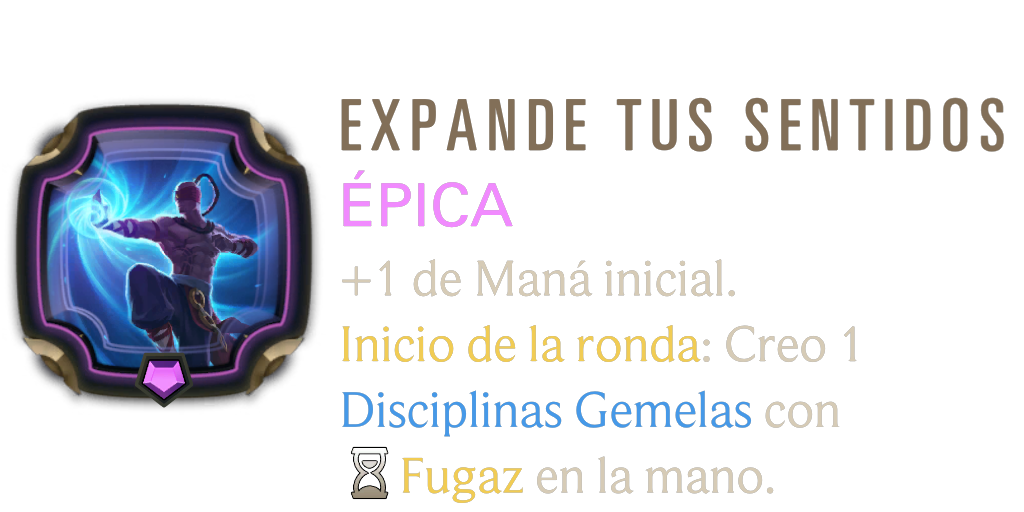 EXPANDE TUS SENTIDOS
ÉPICA
+1 de Maná inicial.
Inicio de la ronda: Creo 1
Disciplinas Gemelas con
Fugaz en la mano.